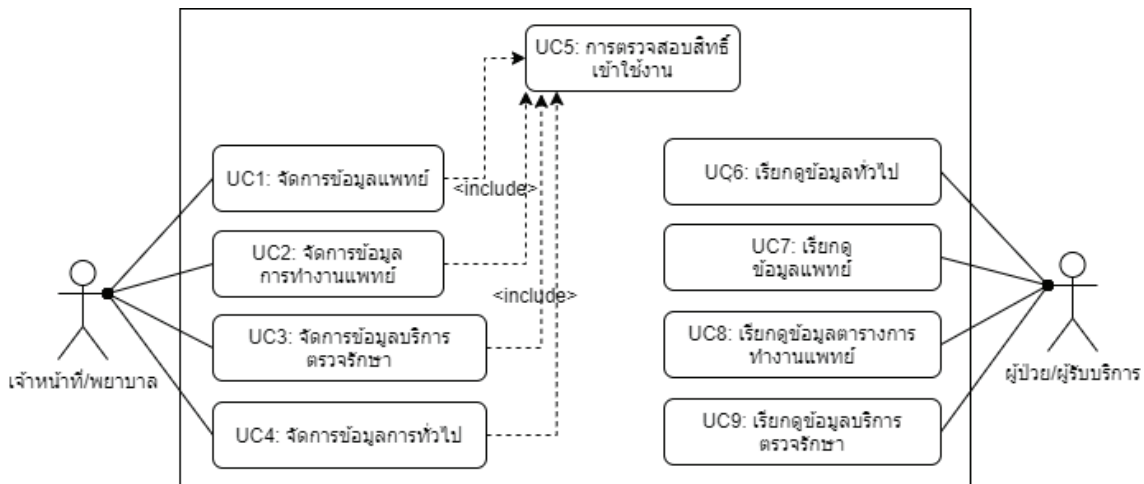 UC5: การตรวจสอบสิทธิ์
เข้าใช้งาน
UC1: จัดการข้อมูลแพทย์
<include>
UC2: จัดการข้อมูล
การทำงานแพทย์
<include>
UC3: จัดการข้อมูลบริการ
ตรวจรักษา
UC4: จัดการข้อมูลการทั่วไป
เจ้าหน้าที่/พยาบาล
UC6: เรียกดูข้อมูลทั่วไป
UC7: เรียกดู
ข้อมูลแพทย์
UC8: เรียกดูข้อมูลตารางการ
ทำงานแพทย์
UC9: เรียกดูข้อมูลบริการ
ตรวจรักษา
ผู้ป่วย/ผู้รับบริการ